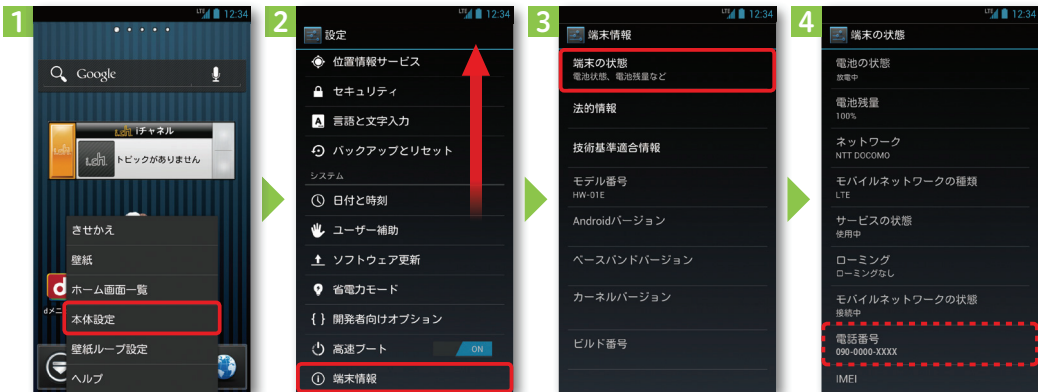 1
LTE 12:34
Google
i.ch. iチャネル
i.ch.
i.ch.
トピックがありません
きせかえ
壁紙
ホーム画面一覧
本体設定
壁紙ループ設定
ヘルプ
d
dメニ
2
LTE 12:34
設定
位置情報サービス
セキュリティ
A 言語と文字入力
バックアップとリセット
システム
日付と時刻
ユーザー補助
ソフトウェア更新
省電力モード
{ } 開発者向けオプション
高速ブート ON
端末情報
3
LTE 12:34
端末情報
端末の状態
電池状態、電池残量など
法的情報
技術基準適合情報
モデル番号
HW-01E
Androidバージョン
ベースバンドバージョン
カーネルバージョン
ビルド番号
4
LTE 12:34
端末の状態
電池の状態
放電中
電池残量
100%
ネットワーク
NTT DOCOMO
モバイルネットワークの種類
LTE
サービスの状態
使用中
ローミング
ローミングなし
モバイルネットワークの状態
接続中
電話番号
090-0000-XXXX
IMEI